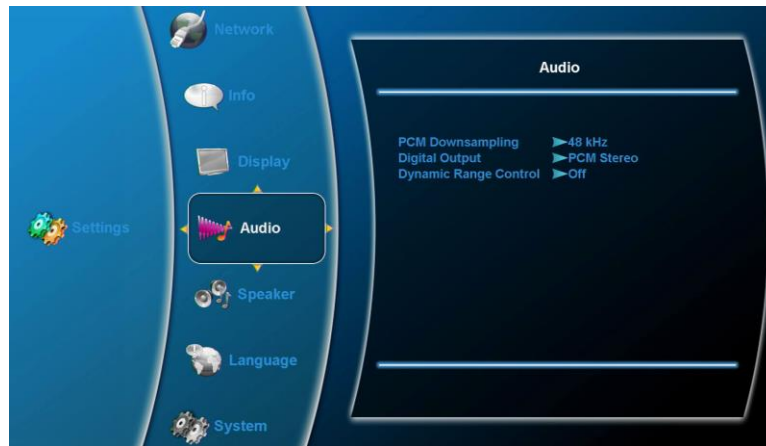 Settings
Network
Info
Display
Audio
Speaker
Language
System
Audio
PCM Downsampling ➤48 kHz
Digital Output ➤PCM Stereo
Dynamic Range Control ➤Off